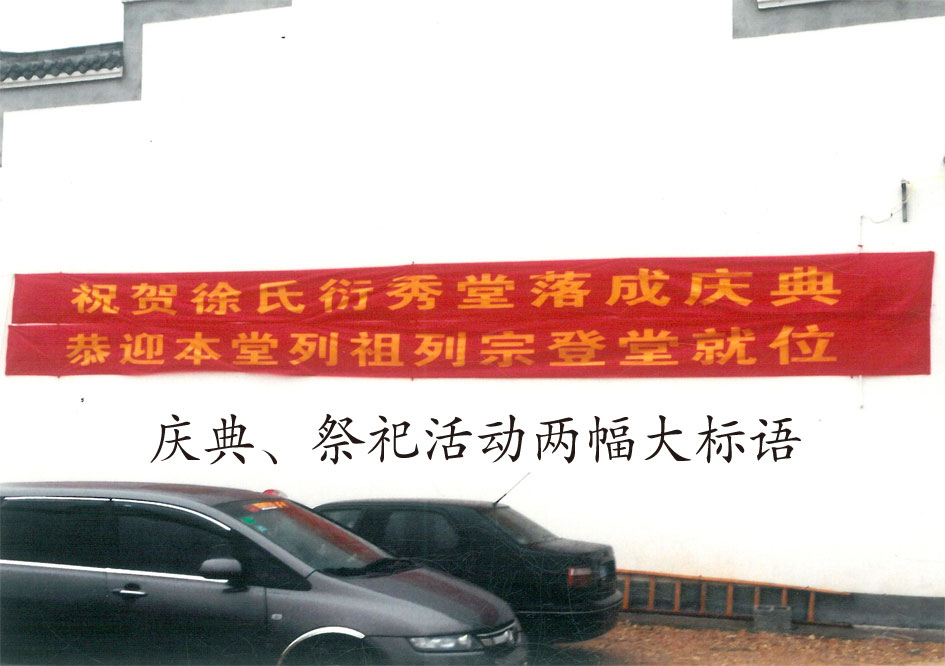 祝贺徐氏衍秀堂落成庆典
恭迎本堂列祖列宗登堂就位
庆典、祭祀活动两幅大标语